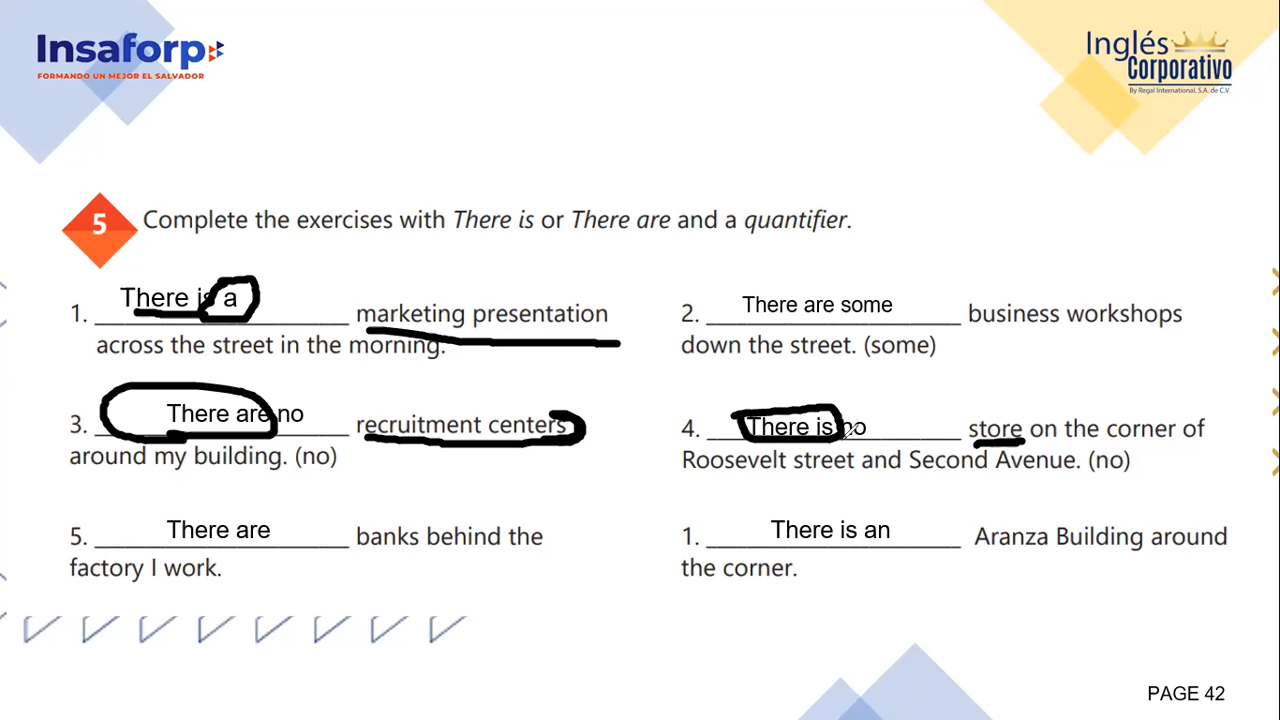 Insaforp
FORMANDO UN MEJOR EL SALVADOR
Inglés
Corporativo
By Regal International, S.A. de C.V.
5 Complete the exercises with There is or There are and a quantifier.
1. There is a marketing presentation
across the street in the morning.
2. There are some business workshops
down the street. (some)
3. There are no recruitment centers
around my building. (no)
4. There is no store on the corner of
Roosevelt street and Second Avenue. (no)
5. There are banks behind the
factory I work.
1. There is an Aranza Building around
the corner.
PAGE 42